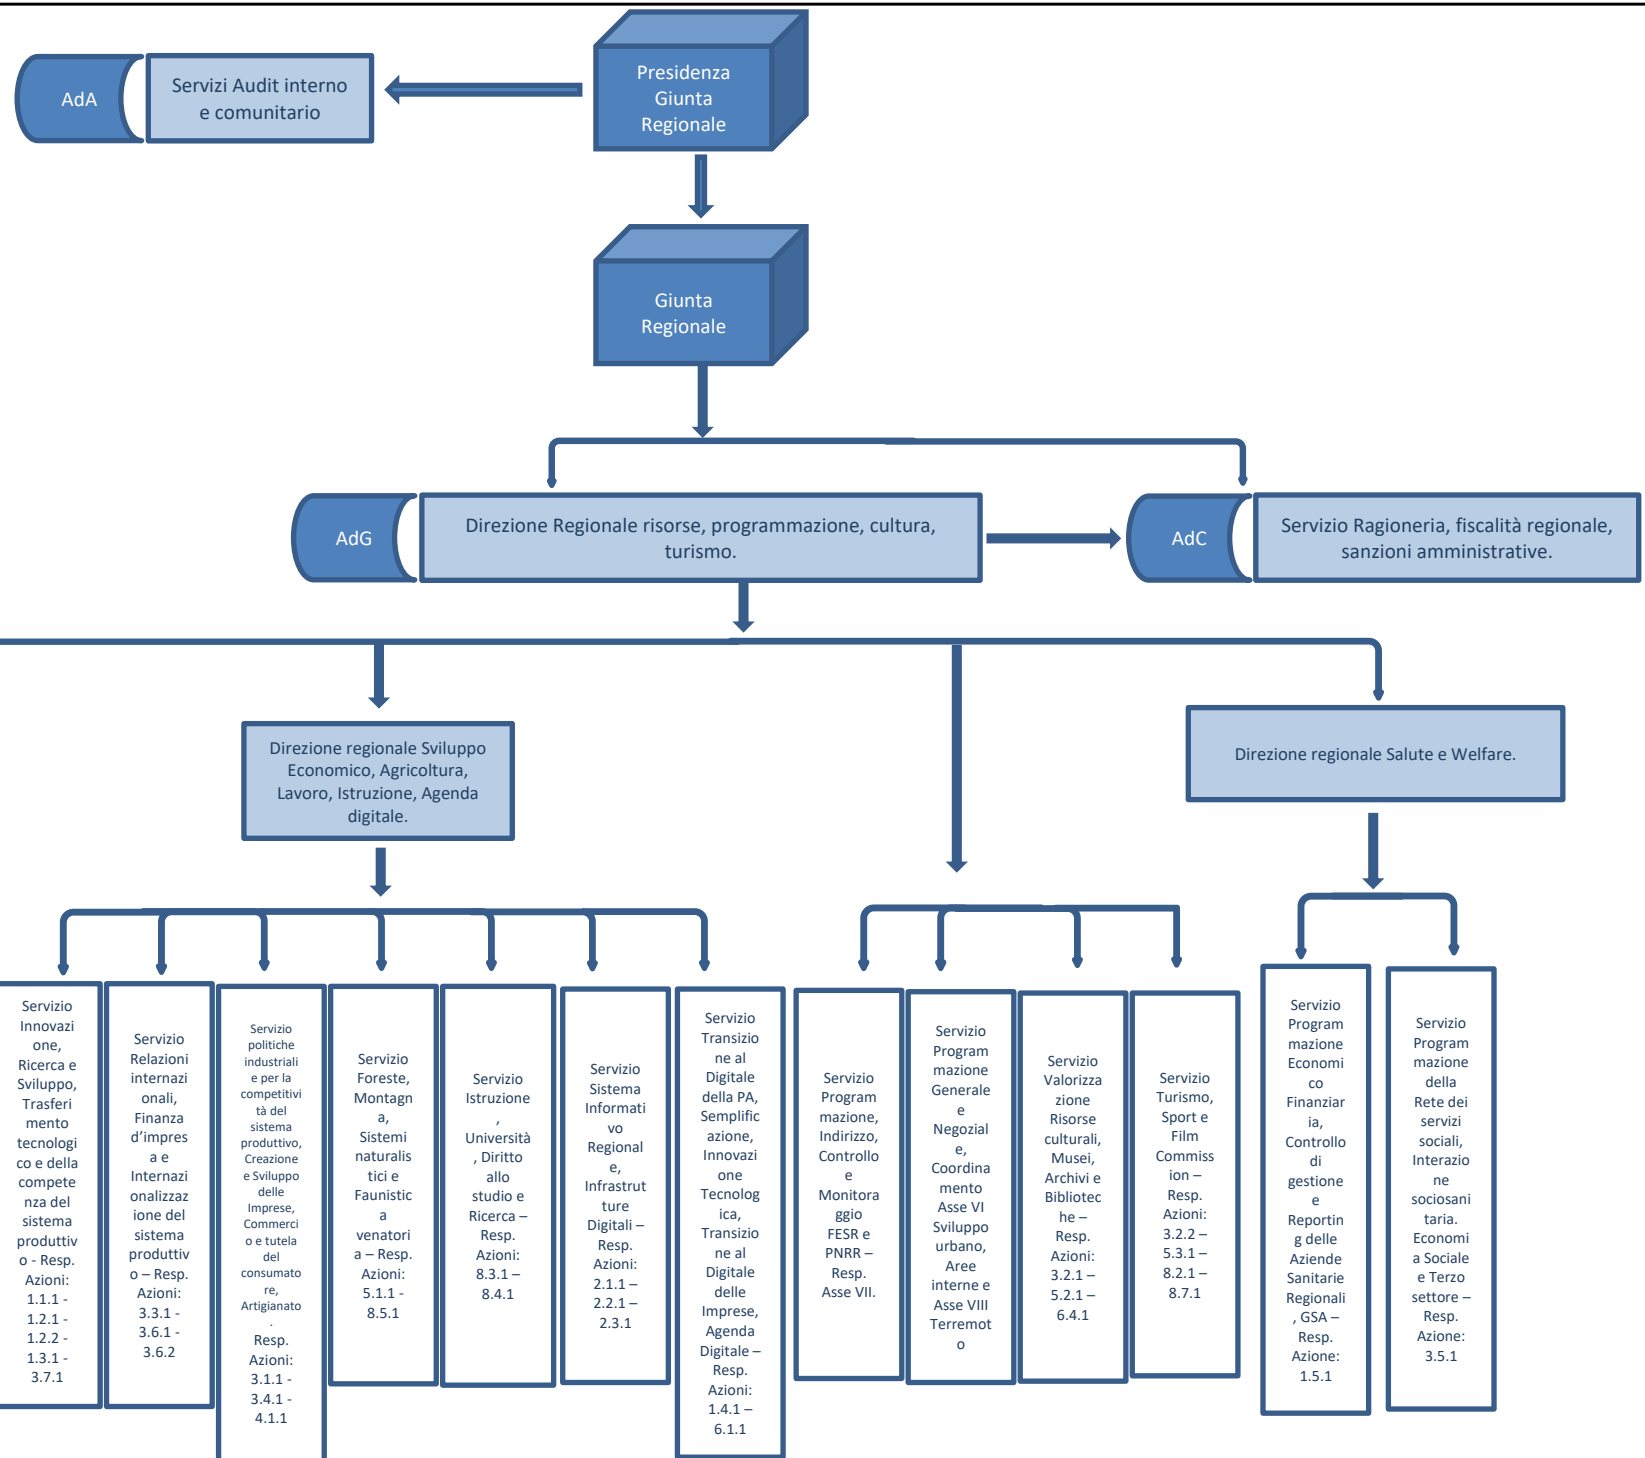 AdA
Servizi Audit interno
e comunitario
Presidenza
Giunta
Regionale
Giunta
Regionale
AdG
Direzione Regionale risorse, programmazione, cultura,
turismo.
AdC
Servizio Ragioneria, fiscalità regionale,
sanzioni amministrative.
Direzione regionale Sviluppo
Economico, Agricoltura,
Lavoro, Istruzione, Agenda
digitale.
Direzione regionale Salute e Welfare.
Servizio
Innovazi
one,
Ricerca e
Sviluppo,
Trasferi
mento
tecnologi
co e della
compete
nza del
sistema
produttiv
o - Resp.
Azioni:
1.1.1 -
1.2.1 -
1.2.2 -
1.3.1 -
3.7.1
Servizio
Relazioni
internazi
onali,
Finanza
d’impres
a e
Internazi
onalizzaz
ione del
sistema
produttiv
o – Resp.
Azioni:
3.3.1 -
3.6.1 -
3.6.2
Servizio
politiche
industriali
e per la
competitivi
tà del
sistema
produttivo,
Creazione
e Sviluppo
delle
Imprese,
Commerci
o e tutela
del
consumato
re,
Artigianato
.
Resp.
Azioni:
3.1.1 -
3.4.1 -
4.1.1
Servizio
Foreste,
Montagn
a,
Sistemi
naturalis
tici e
Faunistic
a
venatori
a – Resp.
Azioni:
5.1.1 -
8.5.1
Servizio
Istruzione
,
Università
, Diritto
allo
studio e
Ricerca –
Resp.
Azioni:
8.3.1 –
8.4.1
Servizio
Sistema
Informati
vo
Regional
e,
Infrastrut
ture
Digitali –
Resp.
Azioni:
2.1.1 –
2.2.1 –
2.3.1
Servizio
Transizio
ne al
Digitale
della PA,
Semplific
azione,
Innovazi
one
Tecnolog
ica,
Transizio
ne al
Digitale
delle
Imprese,
Agenda
Digitale –
Resp.
Azioni:
1.4.1 –
6.1.1
Servizio
Program
mazione,
Indirizzo,
Controllo
e
Monitora
ggio
FESR e
PNRR –
Resp.
Asse VII.
Servizio
Program
mazione
Generale
e
Negozial
e,
Coordina
mento
Asse VI
Sviluppo
urbano,
Aree
interne e
Asse VIII
Terremot
o
Servizio
Valorizza
zione
Risorse
culturali,
Musei,
Archivi e
Bibliotec
he –
Resp.
Azioni:
3.2.1 –
5.2.1 –
6.4.1
Servizio
Turismo,
Sport e
Film
Commiss
ion –
Resp.
Azioni:
3.2.2 –
5.3.1 –
8.2.1 –
8.7.1
Servizio
Program
mazione
Economi
co
Finanziar
ia,
Controllo
di
gestione
e
Reportin
g delle
Aziende
Sanitarie
Regionali
, GSA –
Resp.
Azione:
1.5.1
Servizio
Program
mazione
della
Rete dei
servizi
sociali,
Interazio
ne
sociosani
taria.
Economi
a Sociale
e Terzo
settore –
Resp.
Azione:
3.5.1